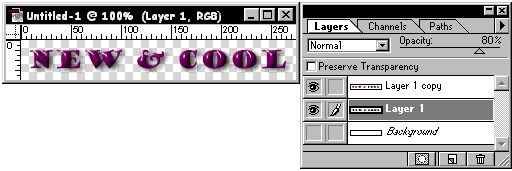 Untitled-1 @ 100% (Layer 1, RGB)
0 50 100 150 200 250
0
NEW & COOL
Layers Channels Paths
Normal Opacity: 80%
Preserve Transparency
Layer 1 copy
Layer 1
Background